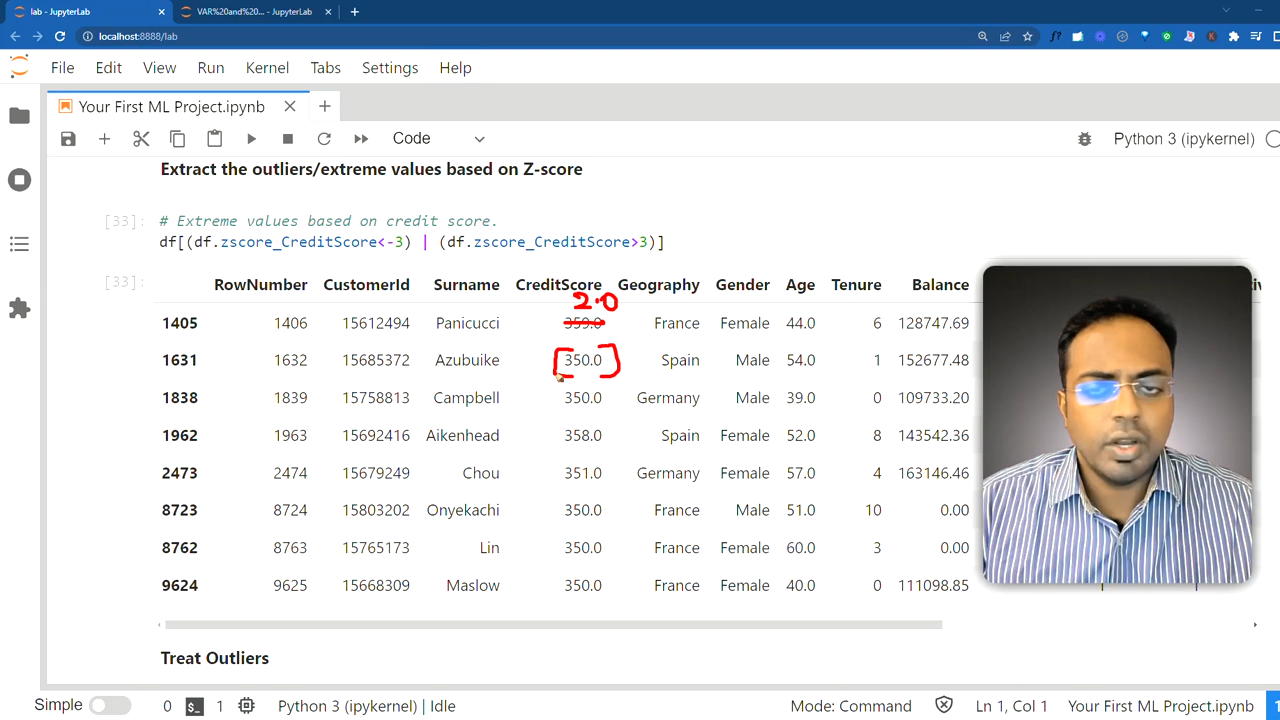 lab - JupyterLab VAR%20and%20... - JupyterLab
localhost:8888/lab
File Edit View Run Kernel Tabs Settings Help
Your First ML Project.ipynb
Code Python 3 (ipykernel)
Extract the outliers/extreme values based on Z-score
[33]: # Extreme values based on credit score.
df[(df.zscore_CreditScore<-3) | (df.zscore_CreditScore>3)]
[33]: RowNumber CustomerId Surname CreditScore Geography Gender Age Tenure Balance
2.0
1405 1406 15612494 Panicucci 359.0 France Female 44.0 6 128747.69
1631 1632 15685372 Azubuike 350.0 Spain Male 54.0 1 152677.48
1838 1839 15758813 Campbell 350.0 Germany Male 39.0 0 109733.20
1962 1963 15692416 Aikenhead 358.0 Spain Female 52.0 8 143542.36
2473 2474 15679249 Chou 351.0 Germany Female 57.0 4 163146.46
8723 8724 15803202 Onyekachi 350.0 France Male 51.0 10 0.00
8762 8763 15765173 Lin 350.0 France Female 60.0 3 0.00
9624 9625 15668309 Maslow 350.0 France Female 40.0 0 111098.85
Treat Outliers
Simple 0 $_ 1 Python 3 (ipykernel) | Idle Mode: Command Ln 1, Col 1 Your First ML Project.ipynb